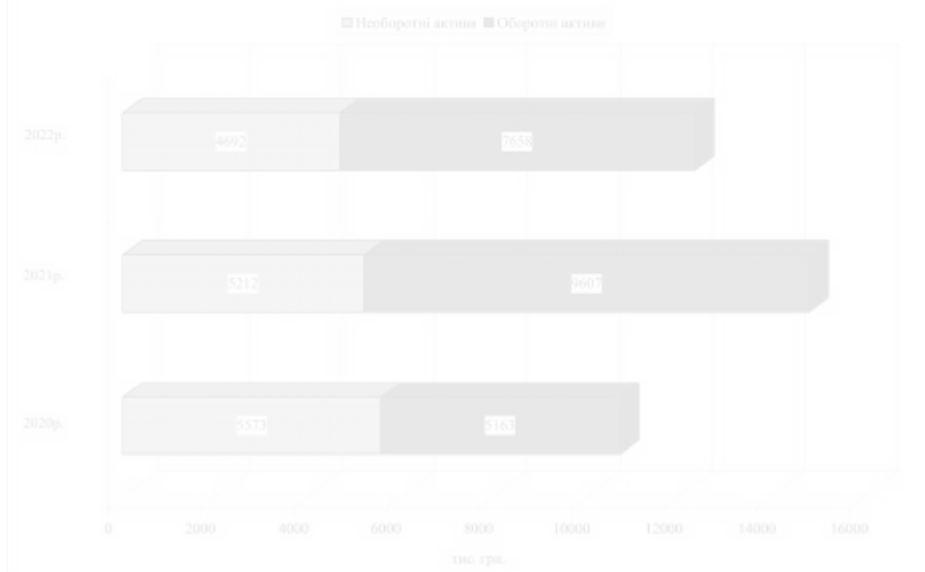 Необоротні активи Оборотні активи
2022р.
4692
7658
2021р.
5212
9607
2020р.
5573
5163
0 2000 4000 6000 8000 10000 12000 14000 16000
тис. грн.